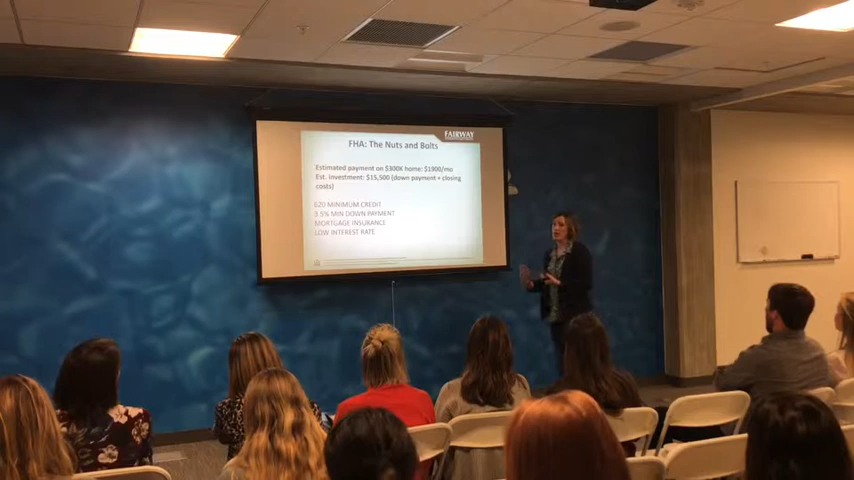 FAIRWAY
FHA: The Nuts and Bolts
Estimated payment on $300K home: $1900/mo
Est. Investment: $15,500 (down payment + closing
costs)
620 MINIMUM CREDIT
3.5% MIN DOWN PAYMENT
MORTGAGE INSURANCE
LOW INTEREST RATE